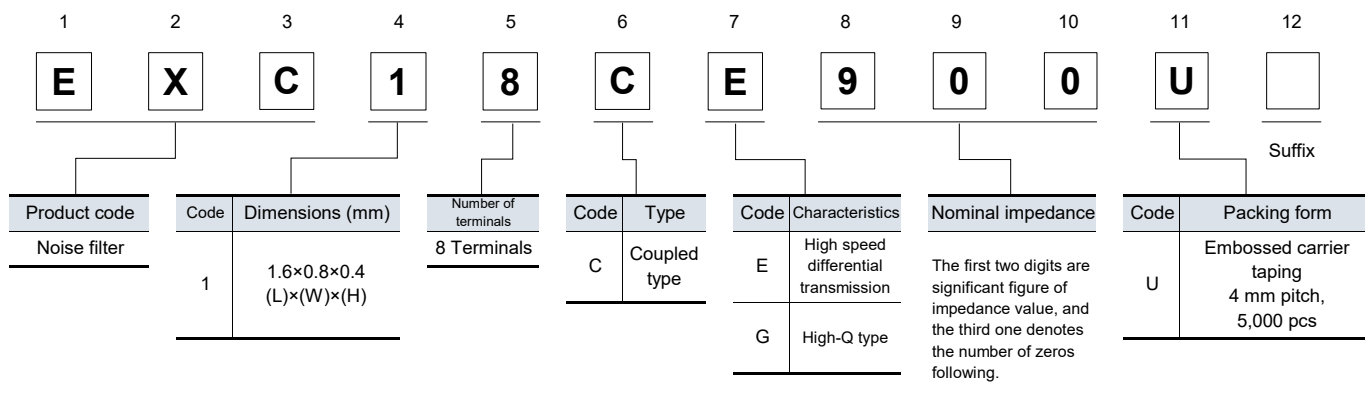 1 2 3 4 5 6 7 8 9 10 11 12
E X C 1 8 C E 9 0 0 U
Suffix
Product code
Noise filter
Code Dimensions (mm)
1 1.6×0.8×0.4
(L)×(W)×(H)
Number of
terminals
8 Terminals
Code Type
C Coupled
type
Code Characteristics
E High speed
differential
transmission
G High-Q type
Nominal impedance
The first two digits are
significant figure of
impedance value, and
the third one denotes
the number of zeros
following.
Code Packing form
U Embossed carrier
taping
4 mm pitch,
5,000 pcs